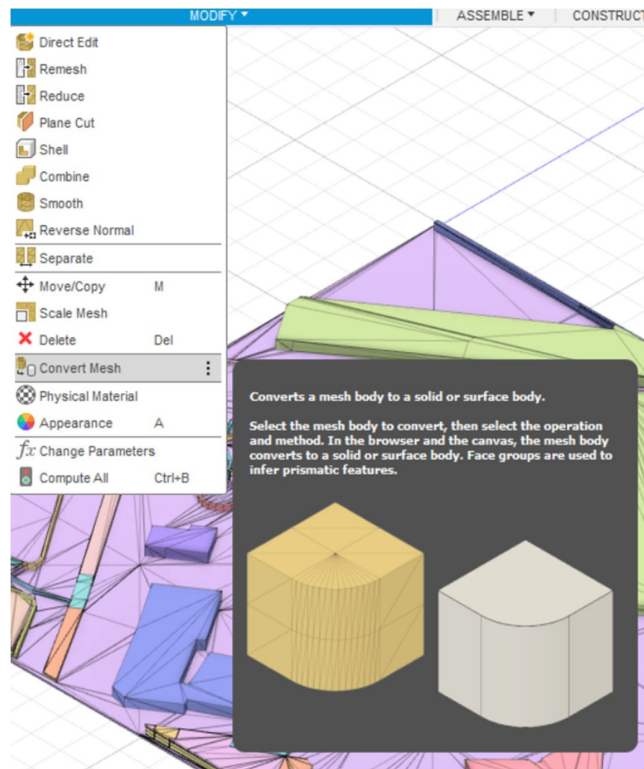 MODIFY ▾
ASSEMBLE ▾
CONSTRUCT
Direct Edit
Remesh
Reduce
Plane Cut
Shell
Combine
Smooth
Reverse Normal
Separate
Move/Copy M
Scale Mesh
Delete Del
Convert Mesh
Physical Material
Appearance A
fx Change Parameters
Compute All Ctrl+B
Converts a mesh body to a solid or surface body.
Select the mesh body to convert, then select the operation
and method. In the browser and the canvas, the mesh body
converts to a solid or surface body. Face groups are used to
infer prismatic features.